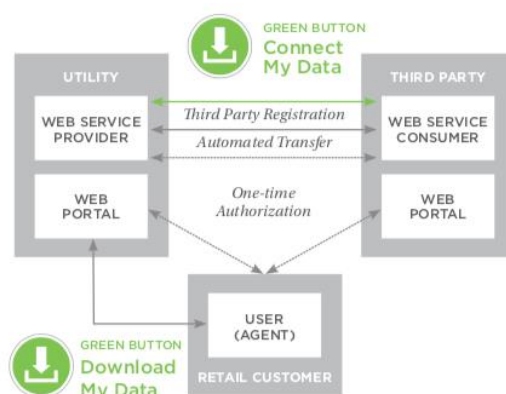 GREEN BUTTON
Connect
My Data
UTILITY
THIRD PARTY
WEB SERVICE
PROVIDER
Third Party Registration
WEB SERVICE
CONSUMER
Automated Transfer
WEB
PORTAL
One-time
Authorization
WEB
PORTAL
USER
(AGENT)
GREEN BUTTON
Download
My Data
RETAIL CUSTOMER